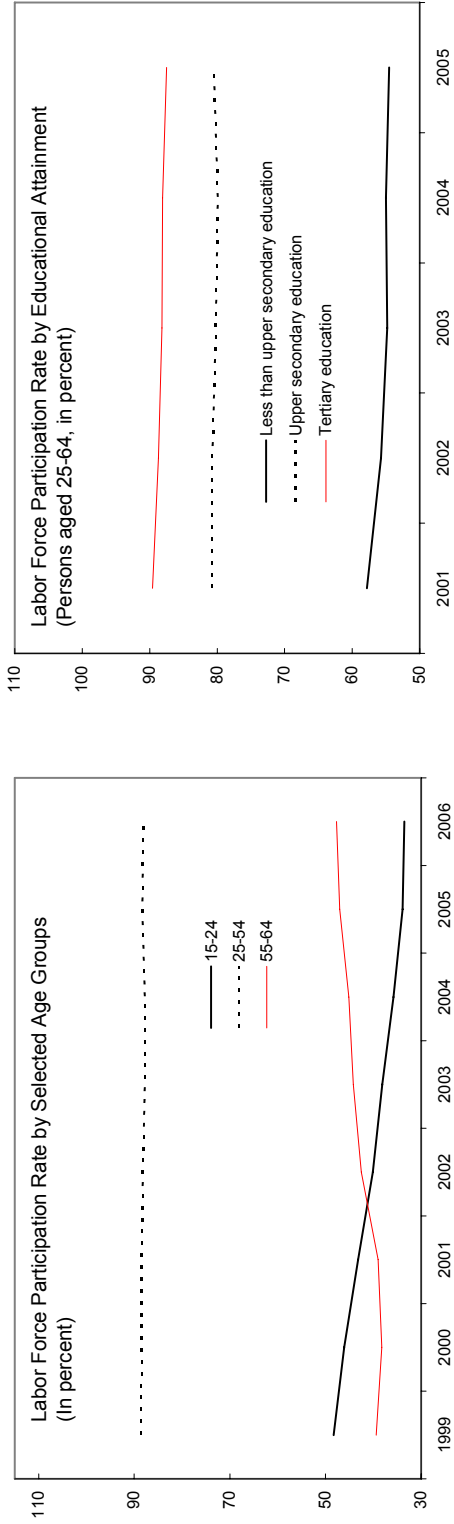 Labor Force Participation Rate by Selected Age Groups
(In percent)
110
90
70
50
30
15-24
25-54
55-64
1999 2000 2001 2002 2003 2004 2005 2006
Labor Force Participation Rate by Educational Attainment
(Persons aged 25-64, in percent)
110
100
90
80
70
60
50
Less than upper secondary education
Upper secondary education
Tertiary education
2001 2002 2003 2004 2005